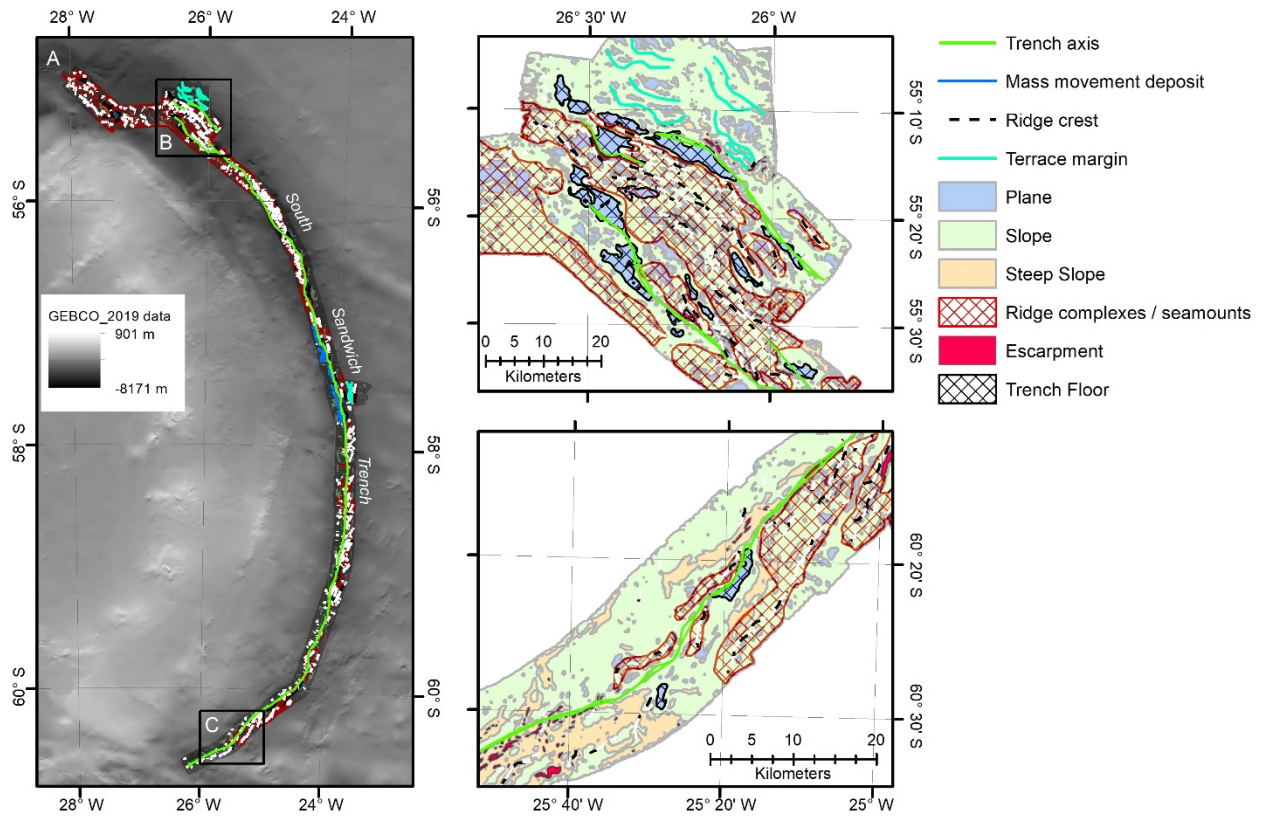 28° W 26° W 24° W
A
B
South
56° S
56° S
GEBCO_2019 data
901 m
-8171 m
Sandwich
58° S
58° S
Trench
60° S
60° S
C
28° W 26° W 24° W
26° 30' W 26° W
55° 10' S
55° 20' S
55° 30' S
0 5 10 20
Kilometers
60° 20' S
60° 30' S
0 5 10 20
Kilometers
25° 40' W 25° 20' W 25° W
Trench axis
Mass movement deposit
Ridge crest
Terrace margin
Plane
Slope
Steep Slope
Ridge complexes / seamounts
Escarpment
Trench Floor